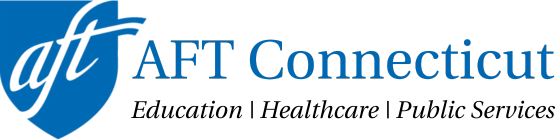 aft
AFT Connecticut
Education | Healthcare | Public Services